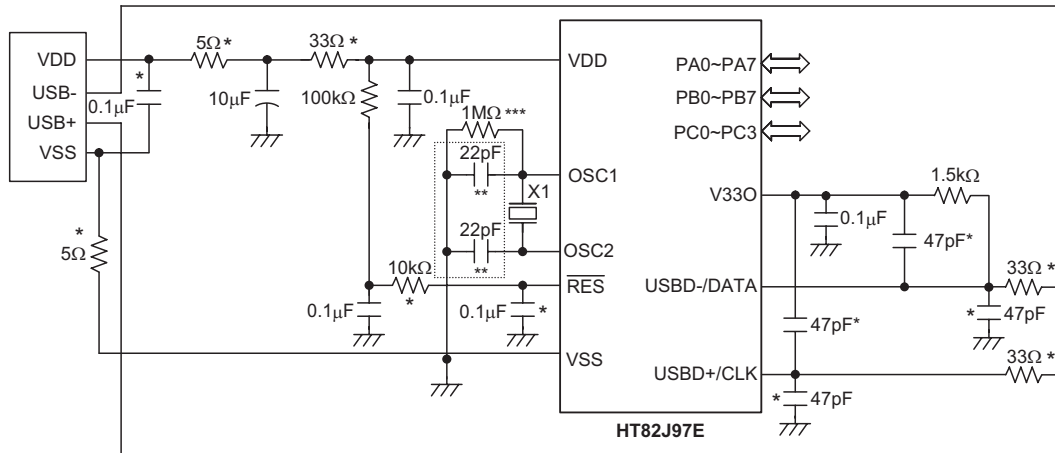 VDD
USB-
USB+
VSS
*
0.1μF
5Ω*
10μF
33Ω*
100kΩ
0.1μF
1MΩ***
22pF
**
X1
22pF
**
*
5Ω
10kΩ
*
0.1μF
0.1μF
*
VDD
OSC1
OSC2
RES
VSS
PA0~PA7
PB0~PB7
PC0~PC3
V33O
USBD-/DATA
USBD+/CLK
HT82J97E
0.1μF
1.5kΩ
47pF*
33Ω*
*
47pF
47pF*
33Ω*
*
47pF